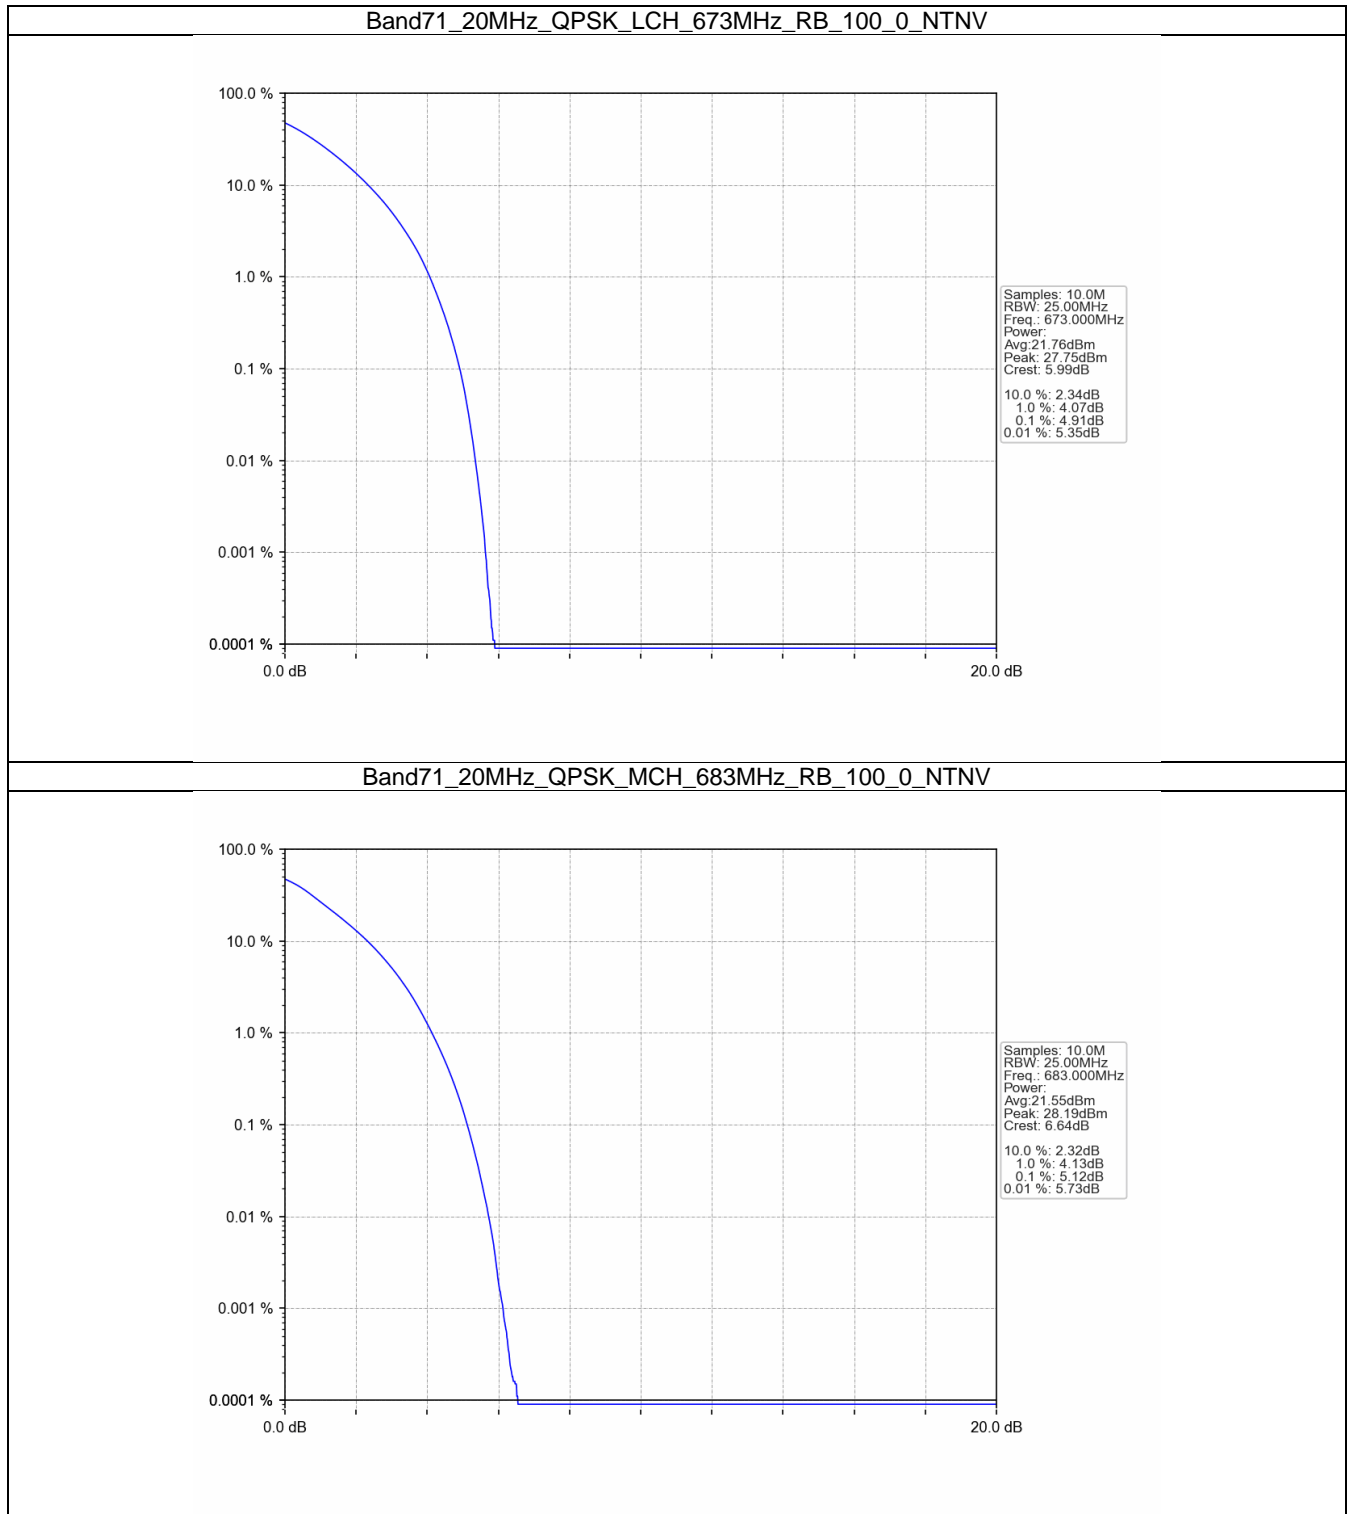 Band71_20MHz_QPSK_LCH_673MHz_RB_100_0_NTNV
100.0 %
10.0 %
1.0 %
0.1 %
0.01 %
0.001 %
0.0001 %
0.0 dB
20.0 dB
Samples: 10.0M
RBW: 25.00MHz
Freq.: 673.000MHz
Power:
Avg:21.76dBm
Peak: 27.75dBm
Crest: 5.99dB
10.0 %: 2.34dB
1.0 %: 4.07dB
0.1 %: 4.91dB
0.01 %: 5.35dB
Band71_20MHz_QPSK_MCH_683MHz_RB_100_0_NTNV
100.0 %
10.0 %
1.0 %
0.1 %
0.01 %
0.001 %
0.0001 %
0.0 dB
20.0 dB
Samples: 10.0M
RBW: 25.00MHz
Freq.: 683.000MHz
Power:
Avg:21.55dBm
Peak: 28.19dBm
Crest: 6.64dB
10.0 %: 2.32dB
1.0 %: 4.13dB
0.1 %: 5.12dB
0.01 %: 5.73dB